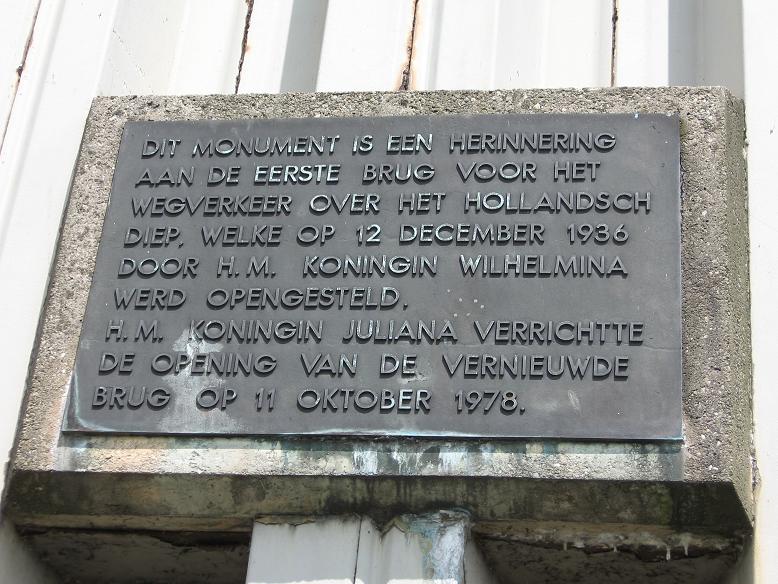 DIT MONUMENT IS EEN HERINNERING
AAN DE EERSTE BRUG VOOR HET
WEGVERKEER OVER HET HOLLANDSCH
DIEP, WELKE OP 12 DECEMBER 1936
DOOR H.M. KONINGIN WILHELMINA
WERD OPENGESTELD.
H.M. KONINGIN JULIANA VERRICHTTE
DE OPENING VAN DE VERNIEUWDE
BRUG OP 11 OKTOBER 1978.